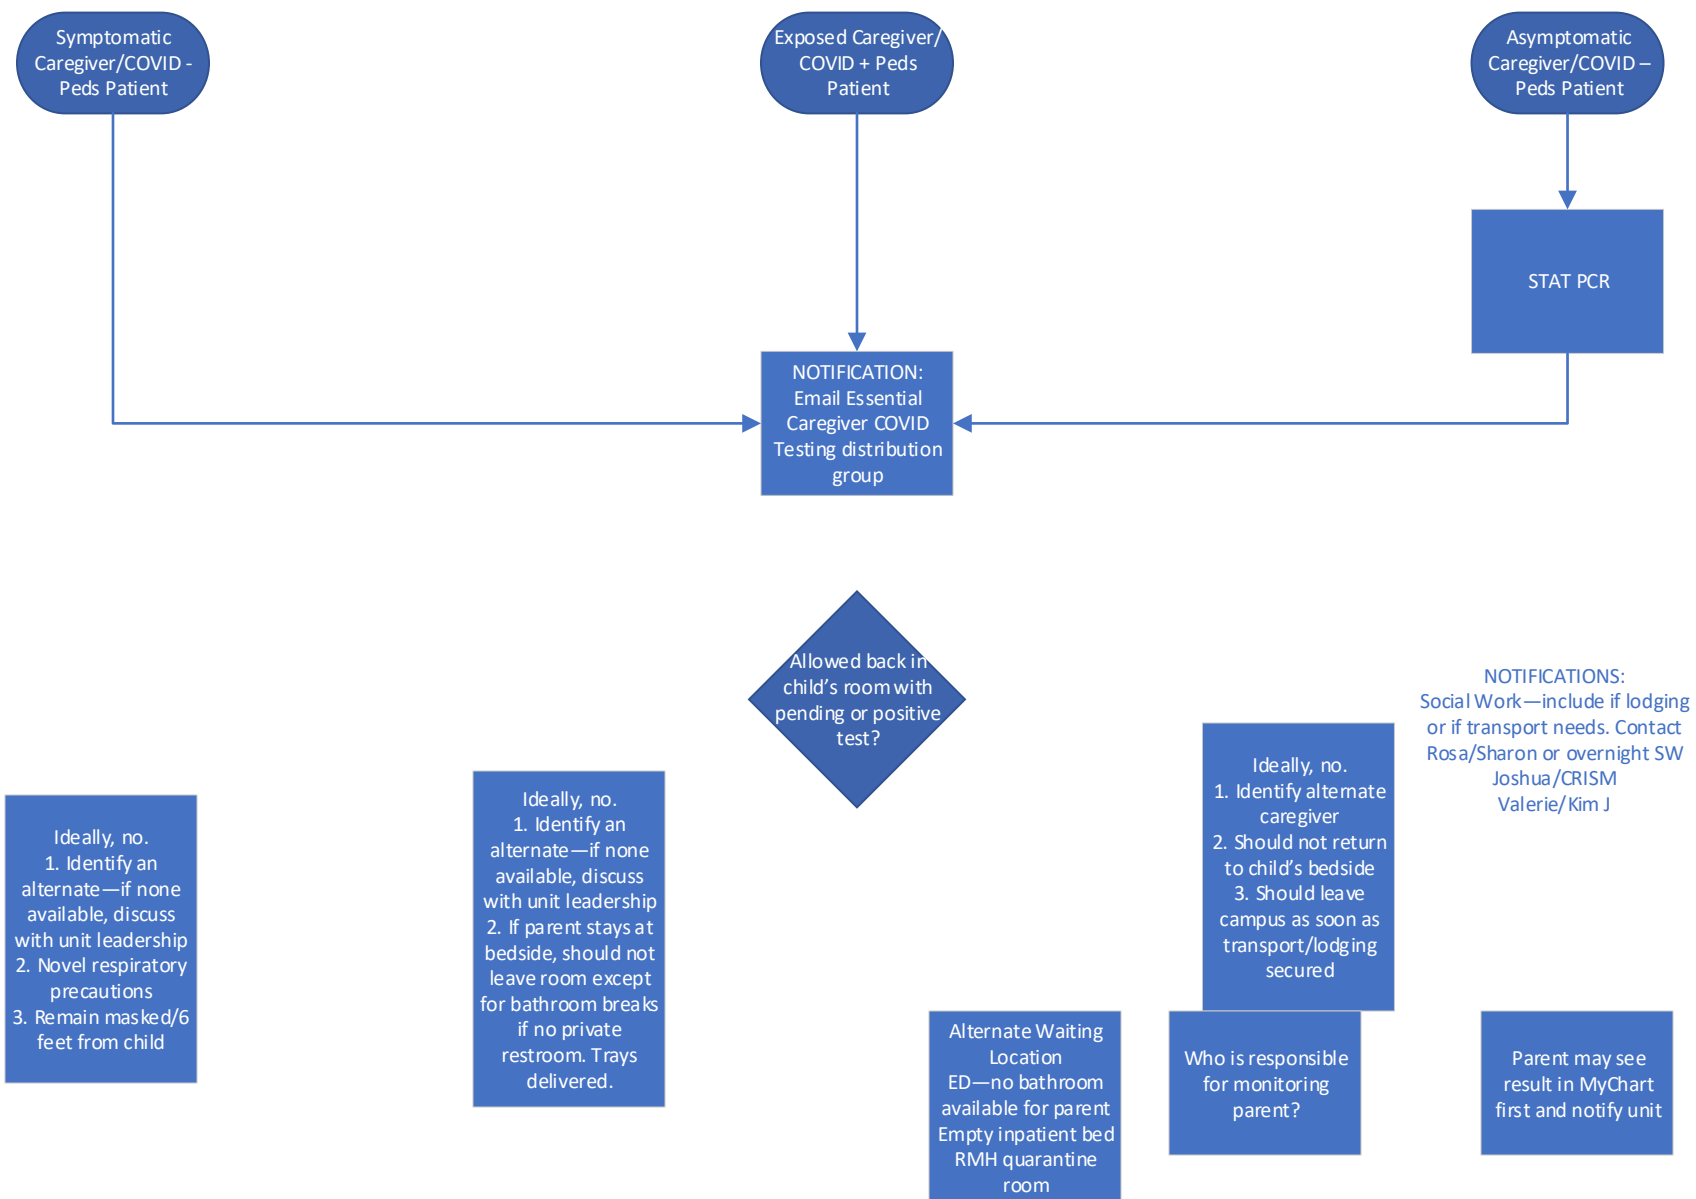 Symptomatic
Caregiver/COVID -
Peds Patient
Exposed Caregiver/
COVID + Peds
Patient
Asymptomatic
Caregiver/COVID –
Peds Patient
STAT PCR
NOTIFICATION:
Email Essential
Caregiver COVID
Testing distribution
group
Allowed back in
child's room with
pending or positive
test?
NOTIFICATIONS:
Social Work—include if lodging
or if transport needs. Contact
Rosa/Sharon or overnight SW
Joshua/CRISM
Valerie/Kim J
Ideally, no.
1. Identify an
alternate—if none
available, discuss
with unit leadership
2. Novel respiratory
precautions
3. Remain masked/6
feet from child
Ideally, no.
1. Identify an
alternate—if none
available, discuss
with unit leadership
2. If parent stays at
bedside, should not
leave room except
for bathroom breaks
if no private
restroom. Trays
delivered.
Ideally, no.
1. Identify alternate
caregiver
2. Should not return
to child's bedside
3. Should leave
campus as soon as
transport/lodging
secured
Alternate Waiting
Location
ED—no bathroom
available for parent
Empty inpatient bed
RMH quarantine
room
Who is responsible
for monitoring
parent?
Parent may see
result in MyChart
first and notify unit